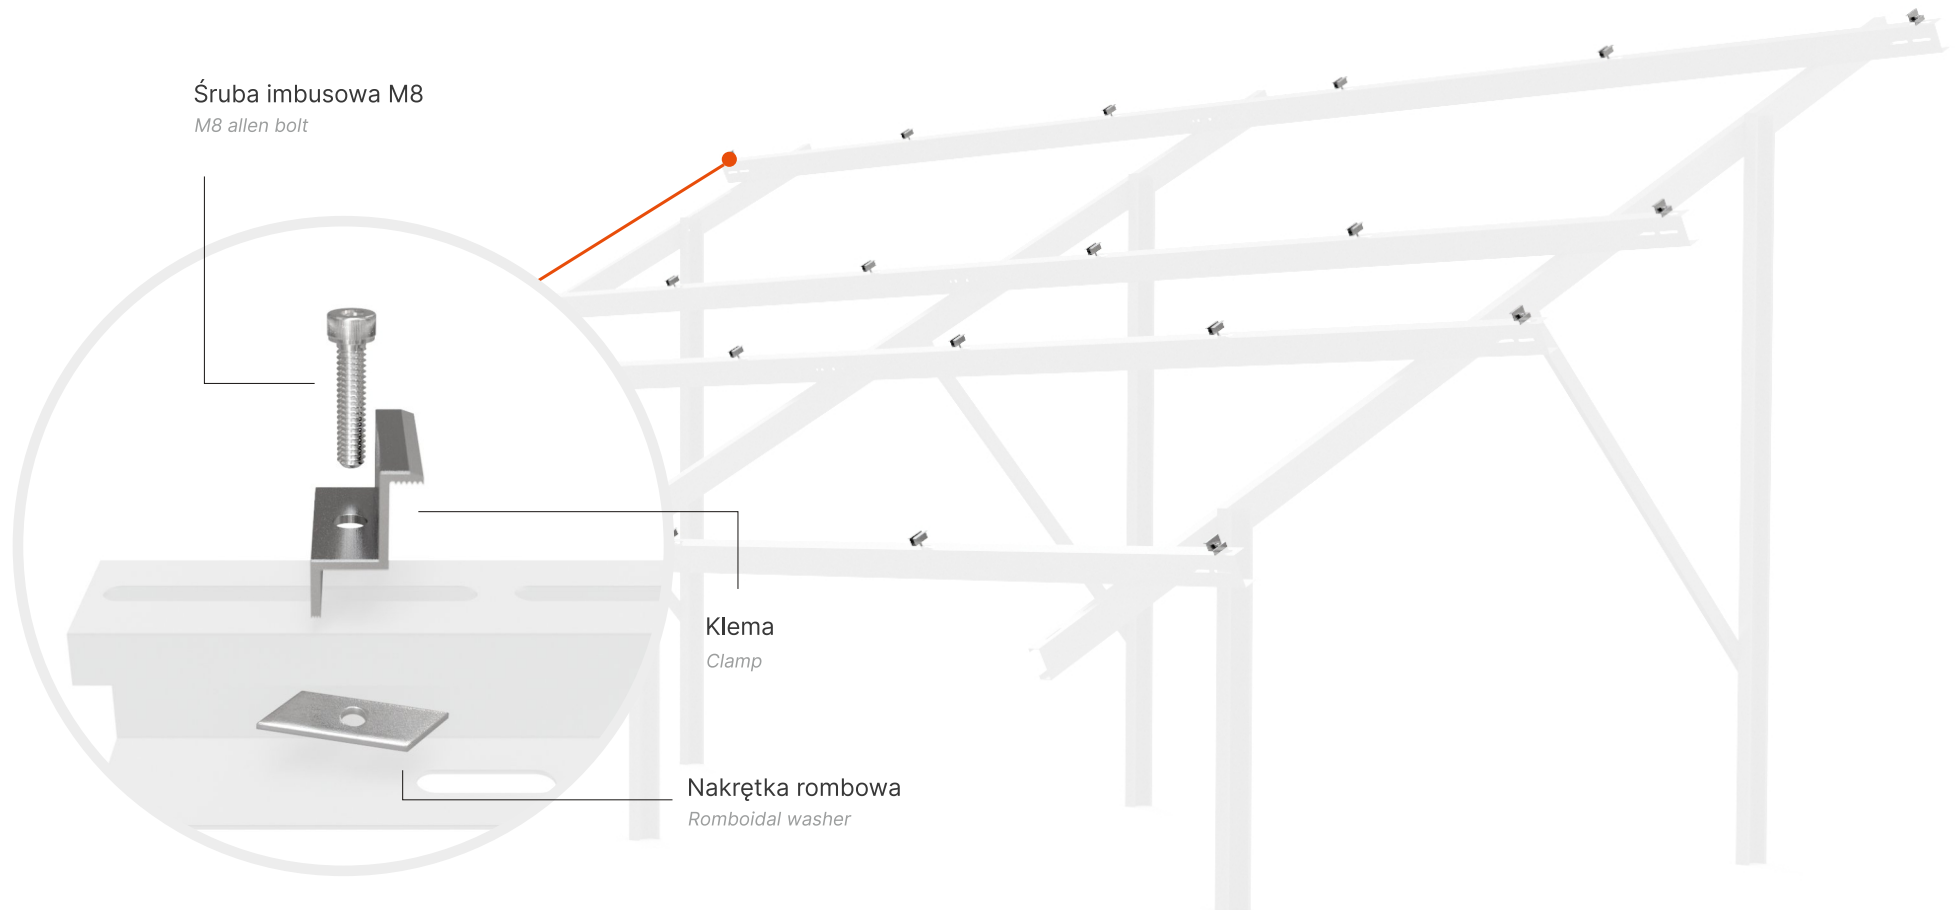 Śruba imbusowa M8
M8 allen bolt
Klema
Clamp
Nakrętka rombowa
Romboidal washer